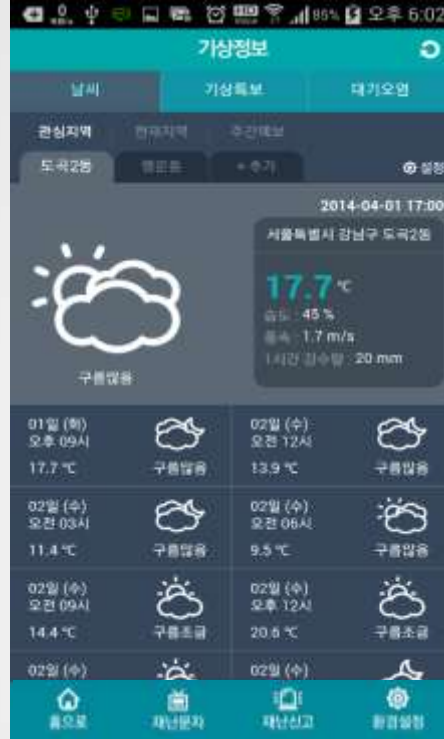 86% 오후 6:02
기상정보
날씨 기상특보 대기오염
관심지역 현재지역 주간예보
도곡2동 + 추가 설정
2014-04-01 17:00
서울특별시 강남구 도곡2동
17.7 ℃
습도 : 45 %
풍속 : 1.7 m/s
1시간 강수량 : 20 mm
구름많음
01일 (화) 02일 (수)
오후 09시 오전 12시
17.7 ℃ 구름많음 13.9 ℃ 구름많음
02일 (수) 02일 (수)
오전 03시 오전 06시
11.4 ℃ 구름많음 9.5 ℃ 구름많음
02일 (수) 02일 (수)
오전 09시 오후 12시
14.4 ℃ 구름조금 20.6 ℃ 구름조금
02일 (수) 02일 (수)
홈으로 재난문자 재난신고 환경설정